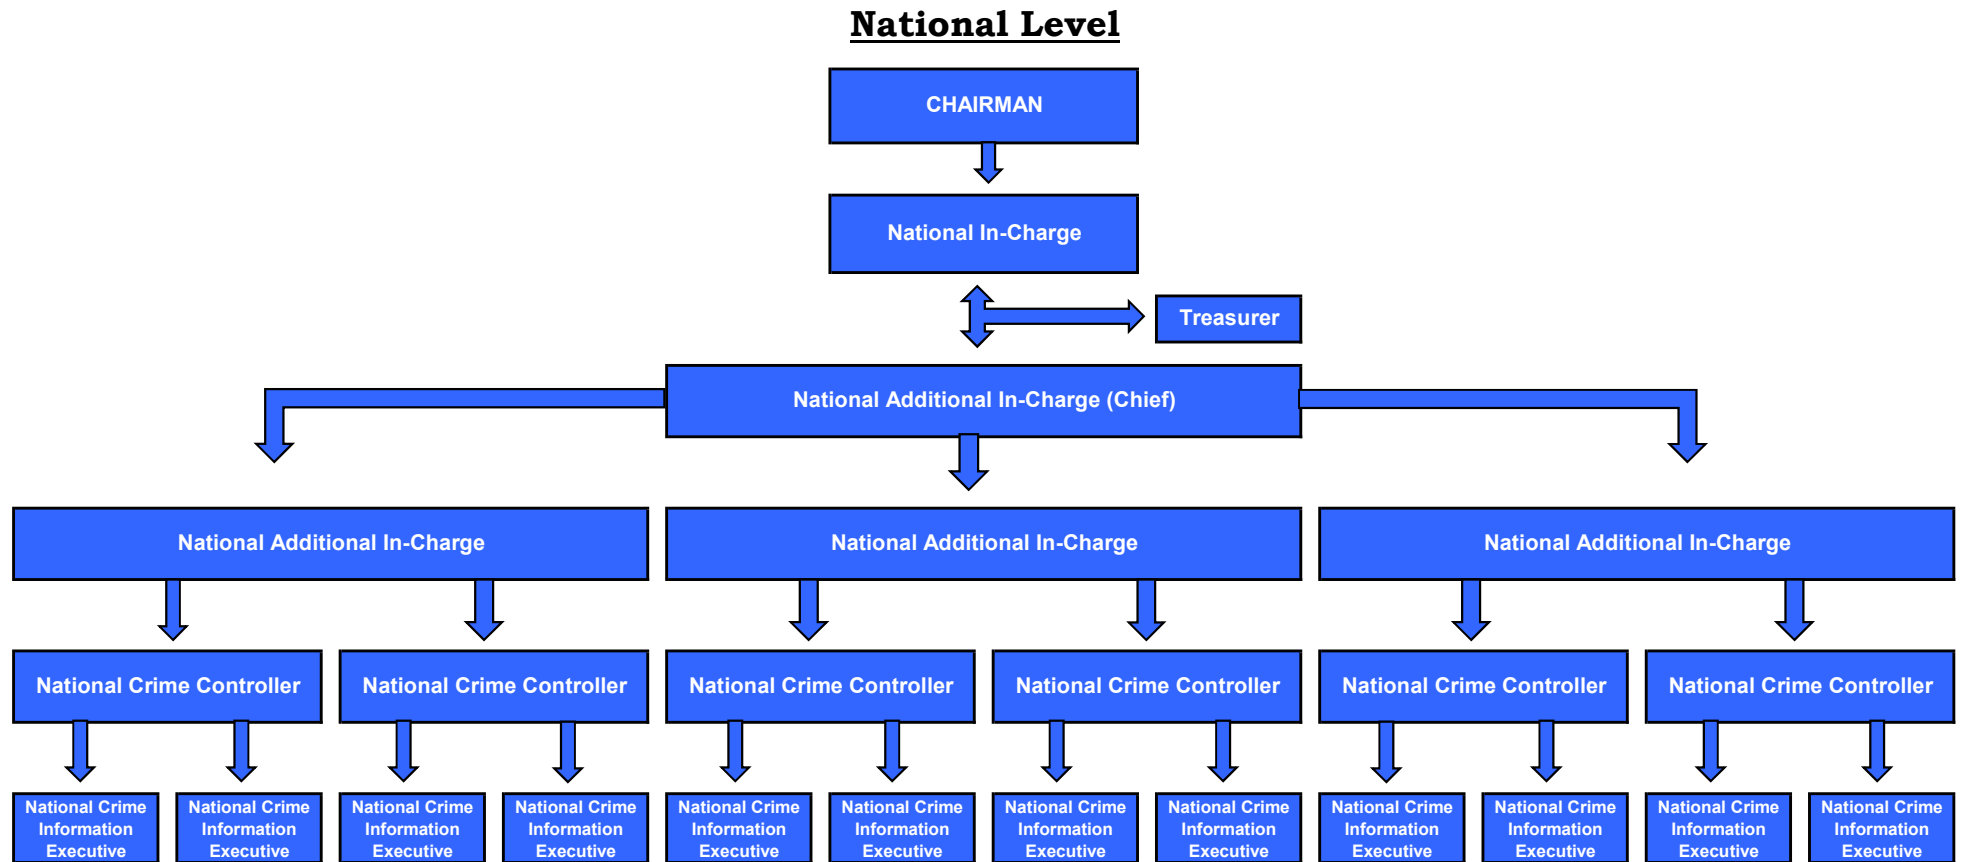 National Level
CHAIRMAN
National In-Charge
Treasurer
National Additional In-Charge (Chief)
National Additional In-Charge
National Additional In-Charge
National Additional In-Charge
National Crime Controller
National Crime Controller
National Crime Controller
National Crime Controller
National Crime Controller
National Crime Controller
National Crime
Information
Executive
National Crime
Information
Executive
National Crime
Information
Executive
National Crime
Information
Executive
National Crime
Information
Executive
National Crime
Information
Executive
National Crime
Information
Executive
National Crime
Information
Executive
National Crime
Information
Executive
National Crime
Information
Executive
National Crime
Information
Executive
National Crime
Information
Executive